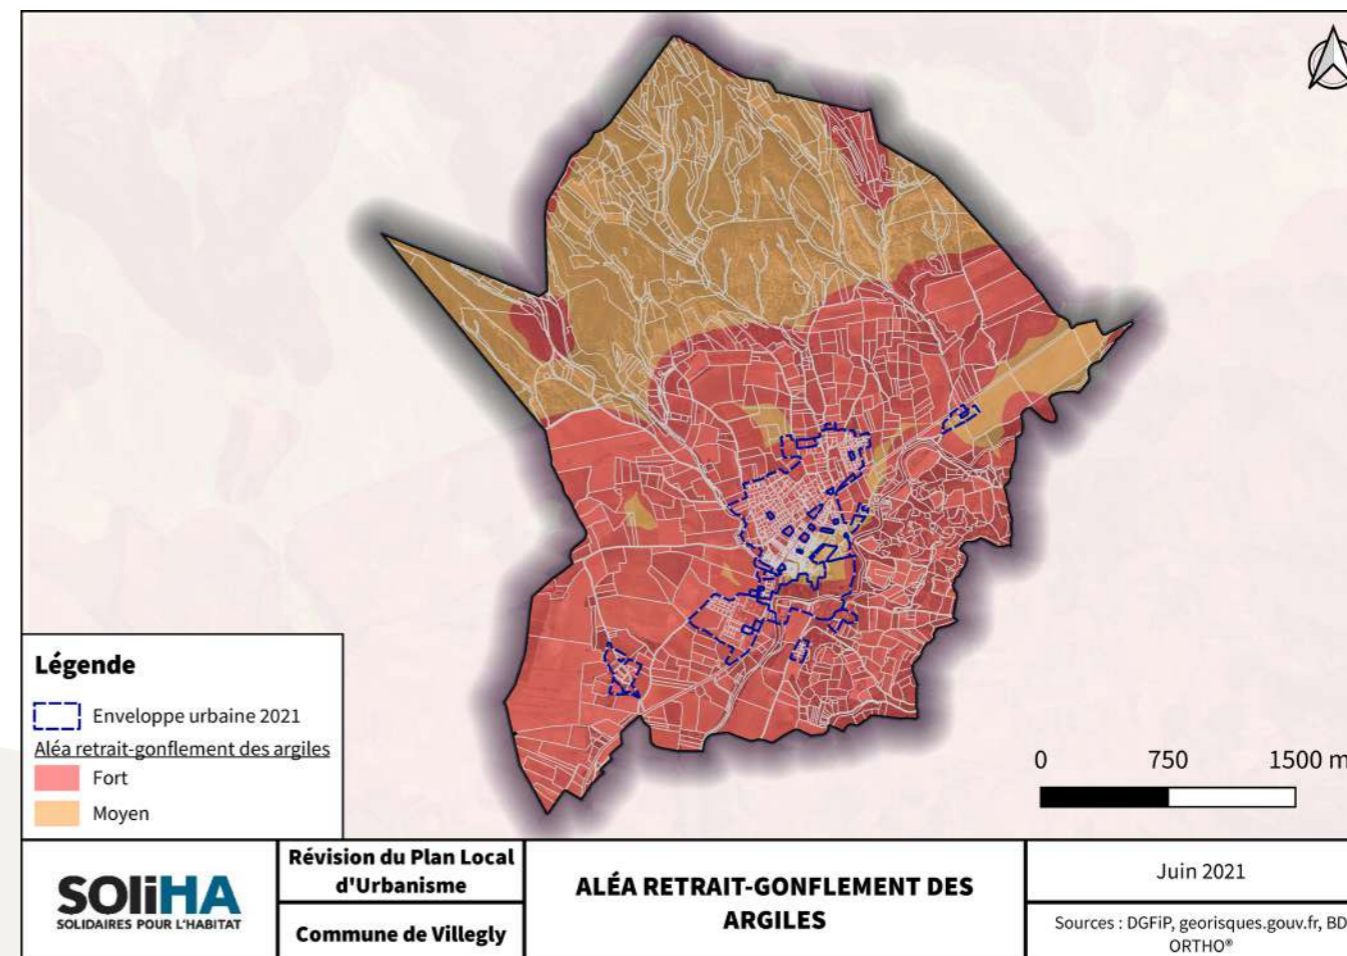 Légende
Enveloppe urbaine 2021
Aléa retrait-gonflement des argiles
Fort
Moyen
0 750 1500 m
SOLiHA
SOLIDAIRES POUR L'HABITAT
Révision du Plan Local
d'Urbanisme
Commune de Villegly
ALÉA RETRAIT-GONFLEMENT DES
ARGILES
Juin 2021
Sources : DGFiP, georisques.gouv.fr, BD
ORTHO®